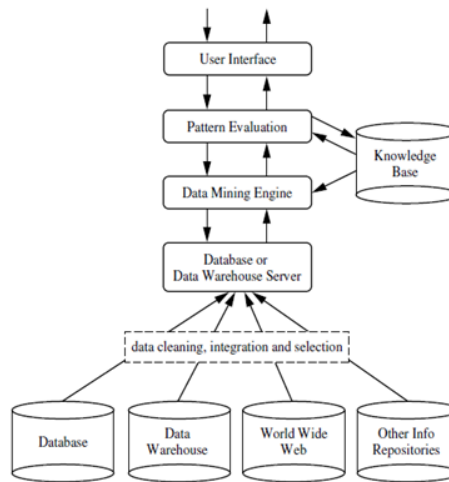 User Interface
Pattern Evaluation
Knowledge
Base
Data Mining Engine
Database or
Data Warehouse Server
data cleaning, integration and selection
Database
Data
Warehouse
World Wide
Web
Other Info
Repositories